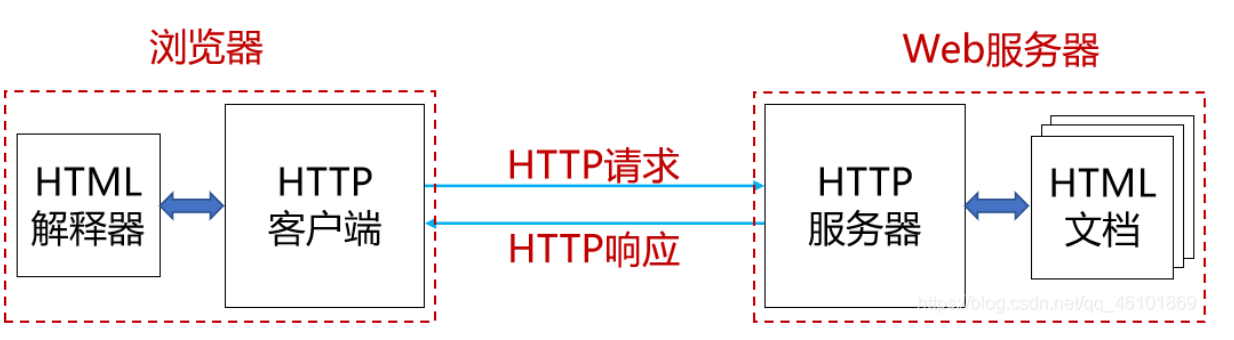 浏览器
Web服务器
HTML
解释器
HTTP
客户端
HTTP请求
HTTP响应
HTTP
服务器
HTML
文档
https://blog.csdn.net/qq_46101869